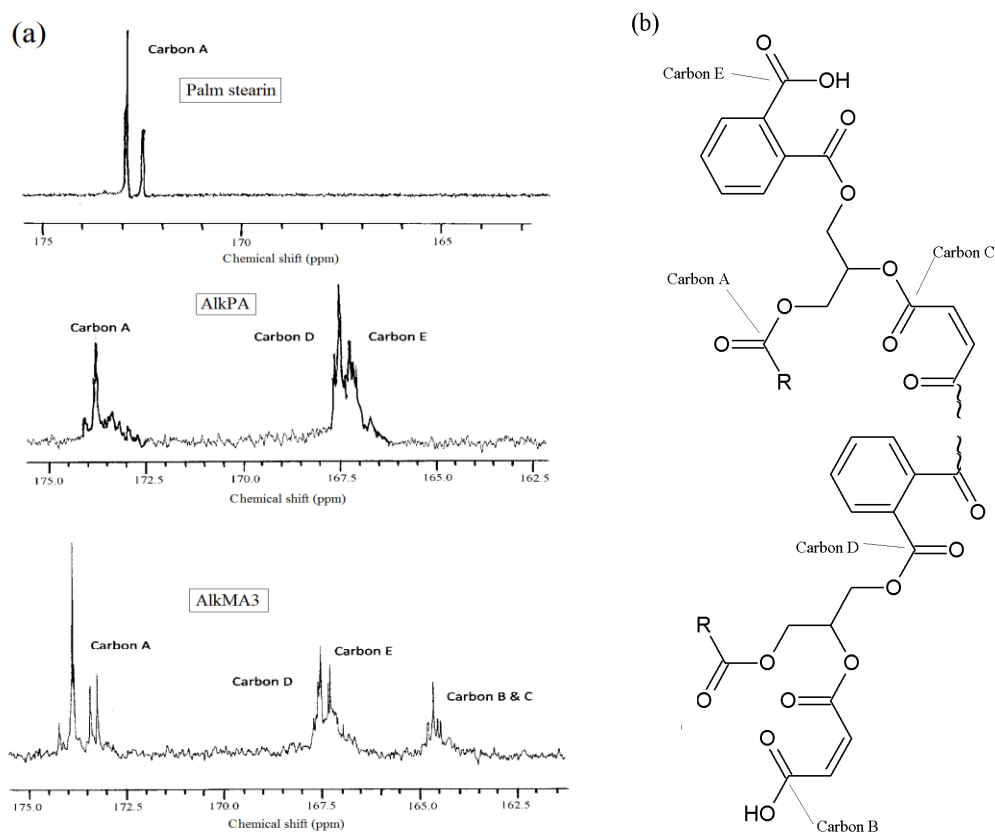 (a)
Carbon A
Palm stearin
175 170 165
Chemical shift (ppm)
AlkPA
Carbon A
Carbon D Carbon E
175.0 172.5 170.0 167.5 165.0 162.5
Chemical shift (ppm)
AlkMA3
Carbon A
Carbon E
Carbon D
Carbon B & C
175.0 172.5 170.0 167.5 165.0 162.5
Chemical shift (ppm)
(b)
O
Carbon E
OH
O
O
Carbon C
Carbon A
O
O
O
O
R
O
O
Carbon D
O
O
R
O
O
O
O
O
HO
Carbon B